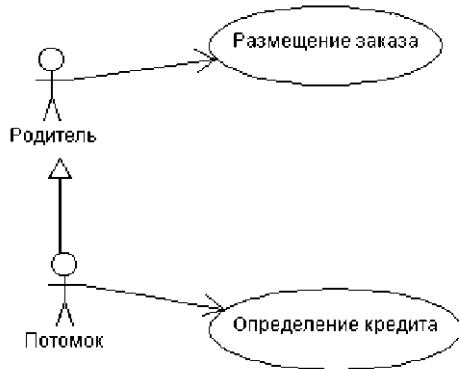 Размещение заказа
Родитель
Потомок
Определение кредита